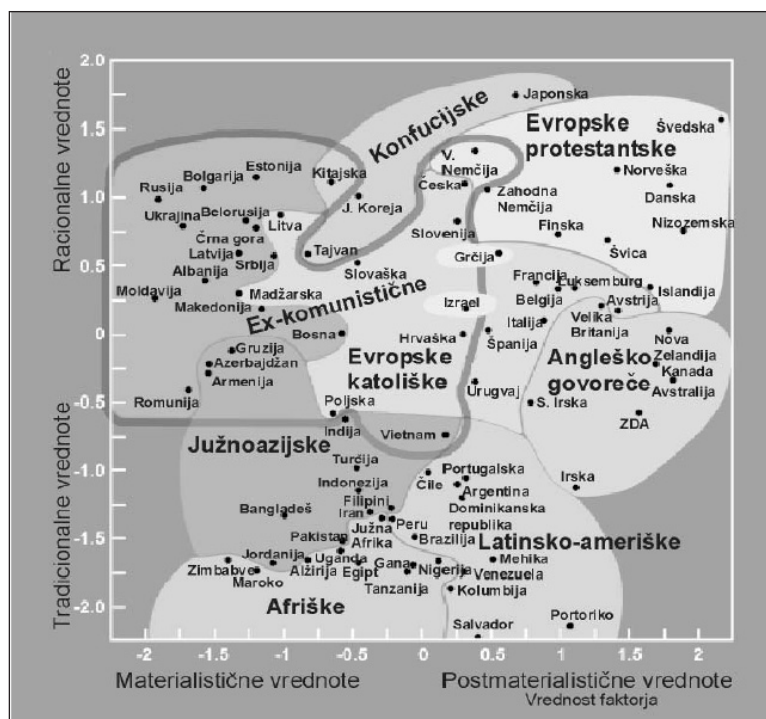 2.0
1.5
1.0
0.5
0
-0.5
-1.0
-1.5
-2.0
Racionalne vrednote
Tradicionalne vrednote
Japonska
Konfucijske
Evropske
protestantske
Švedska
V.
Nemčija
Estonija
Bolgarija
Kitajska
Norveška
Rusija
Češka
Danska
J. Koreja
Zahodna
Nemčija
Ukrajina
Belorusija
Litva
Nizozemska
Črna gora
Slovenija
Finska
Latvija
Srbija
Tajvan
Grčija
Švica
Albanija
Slovaška
Francija
Luksemburg
Moldavija
Belgija
Avstrija
Islandija
Makedonija
Madžarska
Ex-komunistične
Izrael
Italija
Velika
Britanija
Bosna
Hrvaška
Španija
Nova
Zelandija
Gruzija
Evropske
katoliške
Angleško
govoreče
Kanada
Azerbajdžan
Armenija
Avstralija
Romunija
Urugvaj
Poljska
S. Irska
ZDA
Indija
Vietnam
Južnoazijske
Turčija
Portugalska
Irska
Indonezija
Čile
Argentina
Filipini
Dominikanska
republika
Bangladeš
Iran
Južna
Afrika
Peru
Pakistan
Brazilija
Latinsko-ameriške
Jordanija
Uganda
Gana
Mehika
Zimbabve
Alžirija
Egipt
Nigerija
Venezuela
Maroko
Tanzanija
Kolumbija
Afriške
Salvador
Portoriko
-2
-1.5
-1.0
-0.5
0
0.5
1
1.5
2
Materialistične vrednote
Postmaterialistične vrednote
Vrednost faktorja